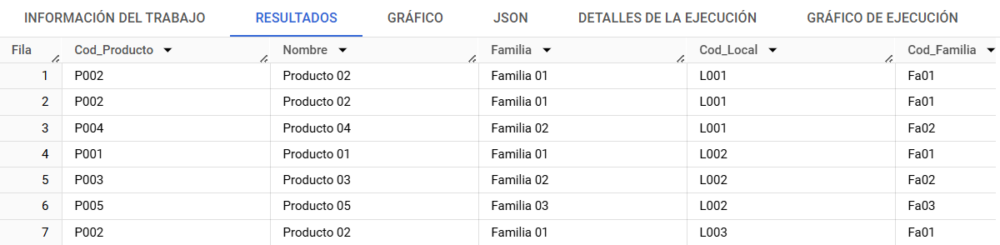 INFORMACIÓN DEL TRABAJO RESULTADOS GRÁFICO JSON DETALLES DE LA EJECUCIÓN GRÁFICO DE EJECUCIÓN
Fila Cod_Producto Nombre Familia Cod_Local Cod_Familia
1 P002 Producto 02 Familia 01 L001 Fa01
2 P002 Producto 02 Familia 01 L001 Fa01
3 P004 Producto 04 Familia 02 L001 Fa02
4 P001 Producto 01 Familia 01 L002 Fa01
5 P003 Producto 03 Familia 02 L002 Fa02
6 P005 Producto 05 Familia 03 L002 Fa03
7 P002 Producto 02 Familia 01 L003 Fa01